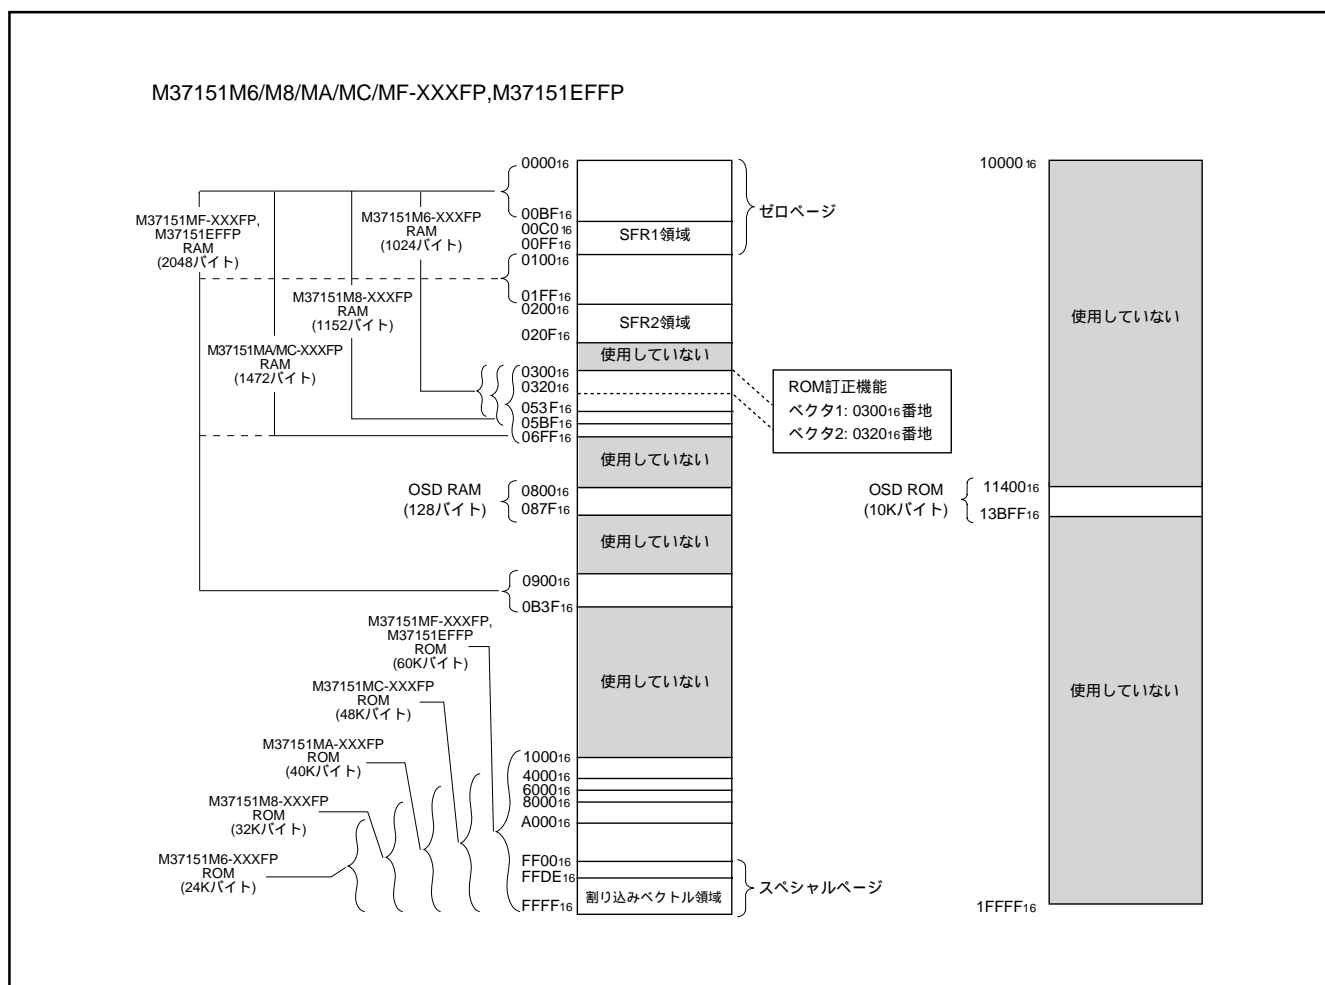 M37151M6/M8/MA/MC/MF-XXXFP,M37151EFFP
M37151MF-XXXFP,
M37151EFFP
RAM
(2048バイト)
M37151M6-XXXFP
RAM
(1024バイト)
M37151M8-XXXFP
RAM
(1152バイト)
M37151MA/MC-XXXFP
RAM
(1472バイト)
OSD RAM
(128バイト)
M37151MF-XXXFP,
M37151EFFP
ROM
(60Kバイト)
M37151MC-XXXFP
ROM
(48Kバイト)
M37151MA-XXXFP
ROM
(40Kバイト)
M37151M8-XXXFP
ROM
(32Kバイト)
M37151M6-XXXFP
ROM
(24Kバイト)
000016
00BF16
00C016
00FF16
010016
01FF16
020016
020F16
030016
032016
053F16
05BF16
06FF16
080016
087F16
090016
0B3F16
100016
400016
600016
800016
A00016
FF0016
FFDE16
FFFF16
SFR1領域
SFR2領域
使用していない
使用していない
使用していない
使用していない
割り込みベクトル領域
ゼロページ
ROM訂正機能
ベクタ1: 030016番地
ベクタ2: 032016番地
スペシャルページ
1000016
使用していない
OSD ROM
(10Kバイト)
1140016
13BFF16
使用していない
1FFFF16